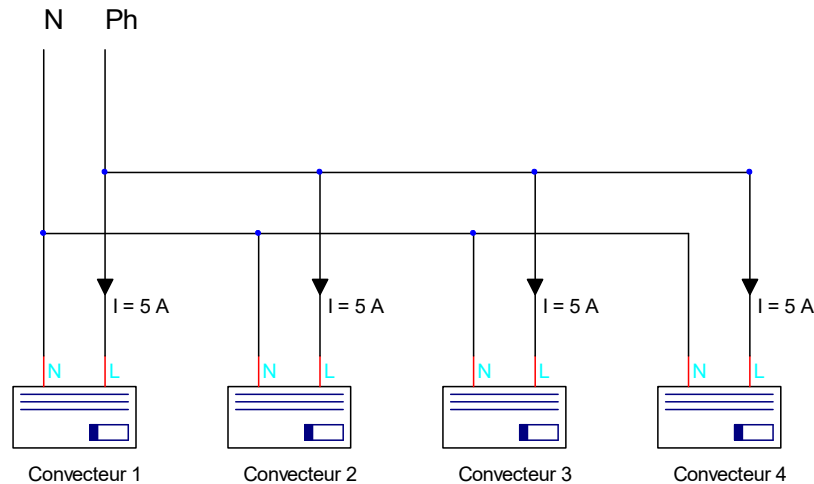 N Ph
I = 5 A I = 5 A I = 5 A I = 5 A
N L N L N L N L
Convecteur 1 Convecteur 2 Convecteur 3 Convecteur 4